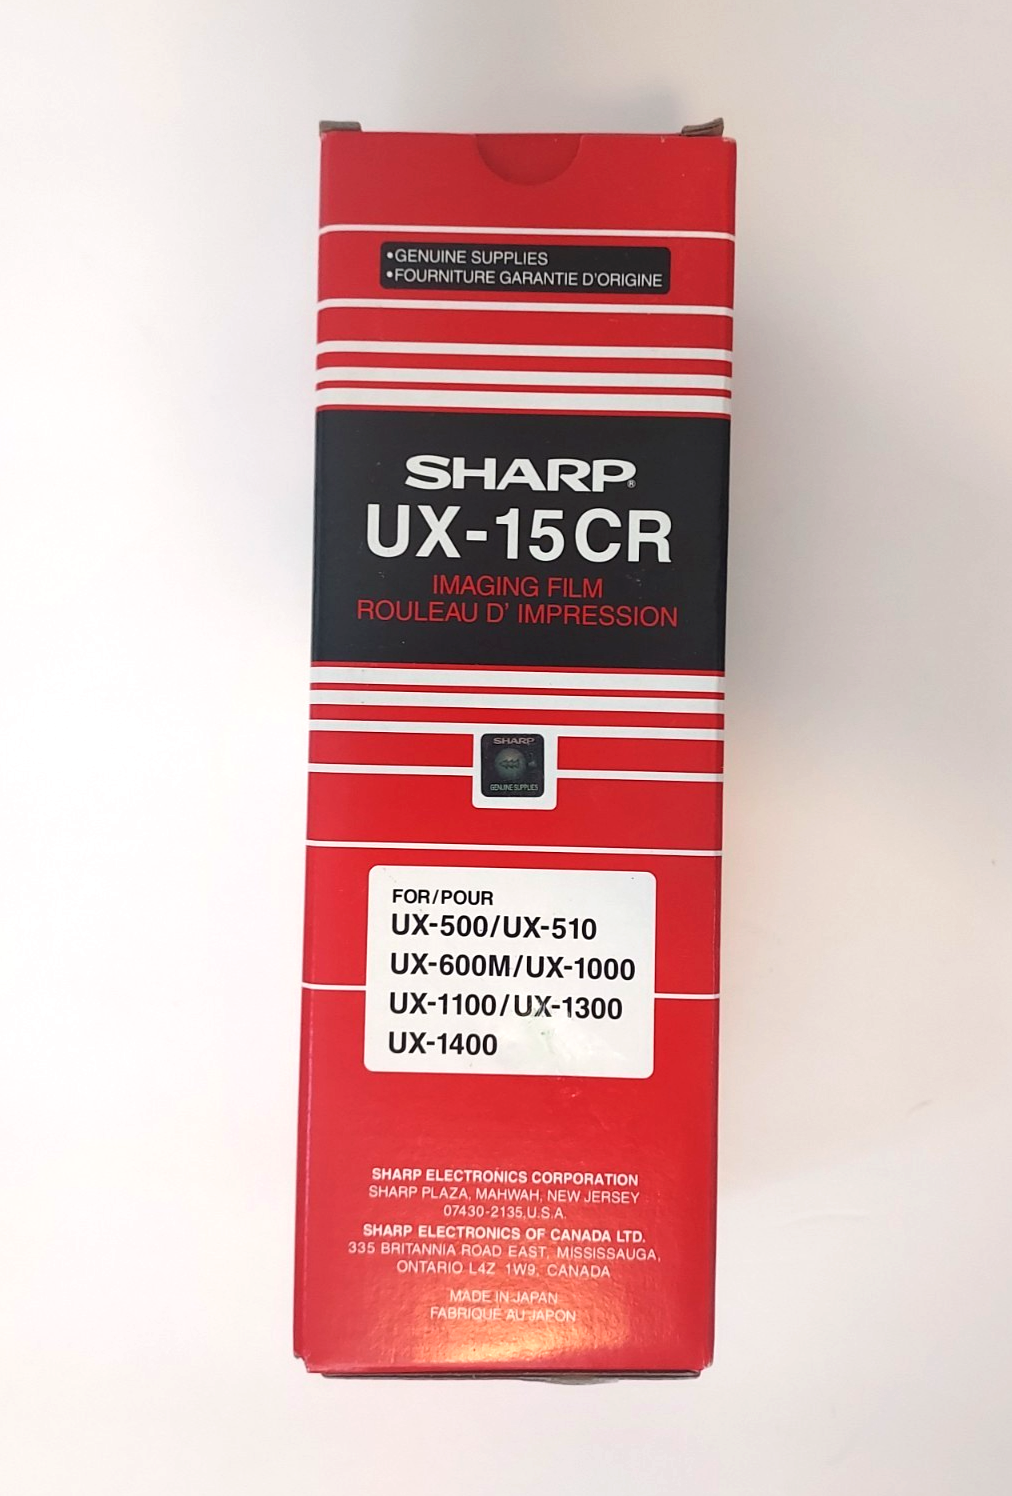 •GENUINE SUPPLIES
•FOURNITURE GARANTIE D'ORIGINE
SHARP®
UX-15CR
IMAGING FILM
ROULEAU D' IMPRESSION
SHARP
GENUINE SUPPLIES
FOR/POUR
UX-500/UX-510
UX-600M/UX-1000
UX-1100/UX-1300
UX-1400
SHARP ELECTRONICS CORPORATION
SHARP PLAZA, MAHWAH, NEW JERSEY
07430-2135,U.S.A.
SHARP ELECTRONICS OF CANADA LTD.
335 BRITANNIA ROAD EAST, MISSISSAUGA,
ONTARIO L4Z 1W9, CANADA
MADE IN JAPAN
FABRIQUÉ AU JAPON